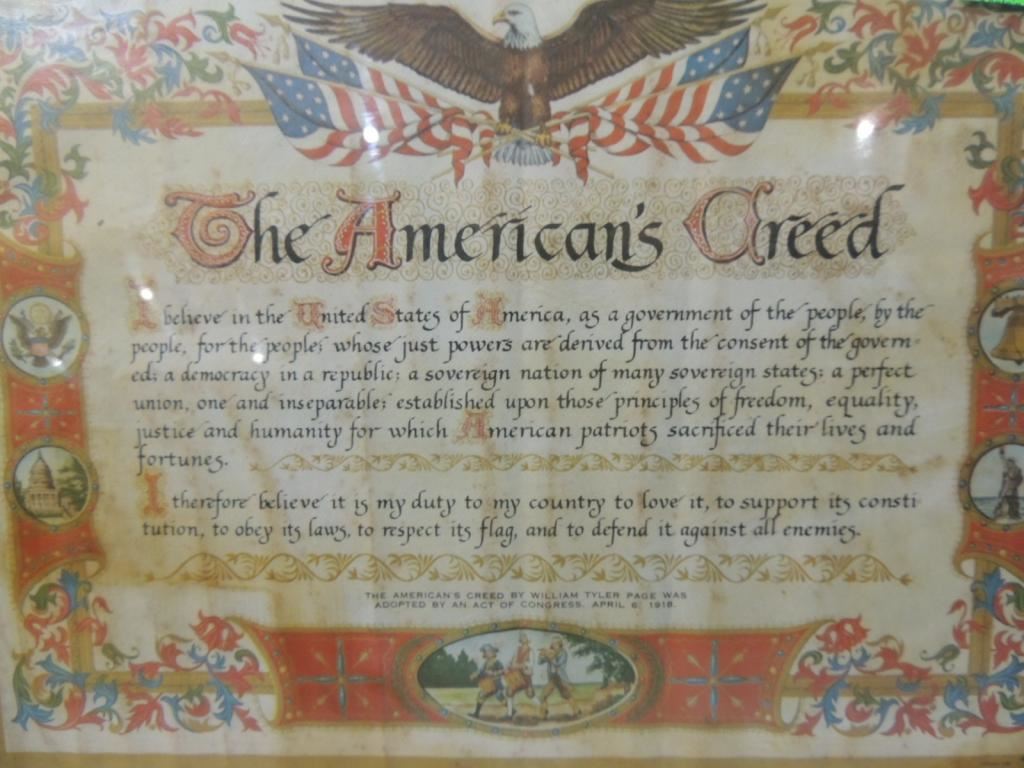 The American's Creed
I believe in the United States of America, as a government of the people, by the
people, for the people; whose just powers are derived from the consent of the govern-
ed; a democracy in a republic; a sovereign nation of many sovereign states; a perfect
union, one and inseparable; established upon those principles of freedom, equality,
justice and humanity for which American patriots sacrificed their lives and
fortunes.
I therefore believe it is my duty to my country to love it, to support its consti-
tution, to obey its laws, to respect its flag, and to defend it against all enemies.
THE AMERICAN'S CREED BY WILLIAM TYLER PAGE WAS
ADOPTED BY AN ACT OF CONGRESS, APRIL 6, 1918.